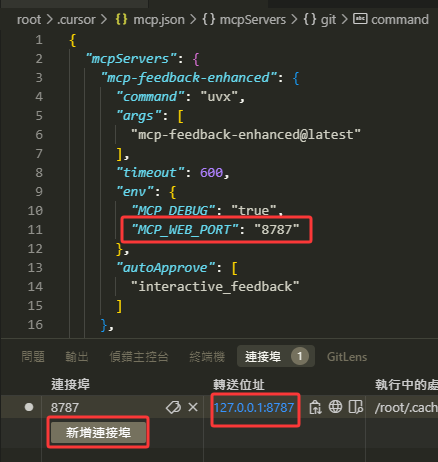 root > .cursor > mcp.json > mcpServers > git > command
1 {
2 "mcpServers": {
3 "mcp-feedback-enhanced": {
4 "command": "uvx",
5 "args": [
6 "mcp-feedback-enhanced@latest"
7 ],
8 "timeout": 600,
9 "env": {
10 "MCP_DEBUG": "true",
11 "MCP_WEB_PORT": "8787"
12 },
13 "autoApprove": [
14 "interactive_feedback"
15 ]
16 },
問題 輸出 偵錯主控台 終端機 連接埠 1 GitLens
連接埠 轉送位址 執行中的處
8787 127.0.0.1:8787 /root/.cach
新增連接埠